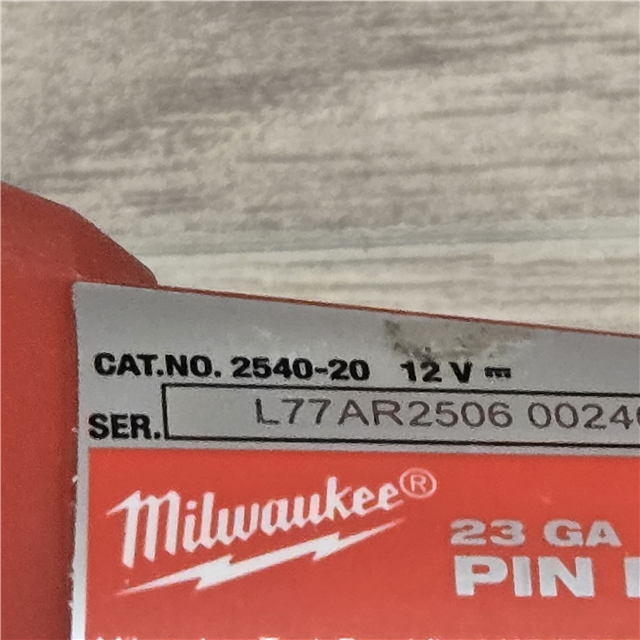 CAT.NO. 2540-20 12 V ⎓
SER. L77AR2506 0024
Milwaukee®
23 GA
PIN